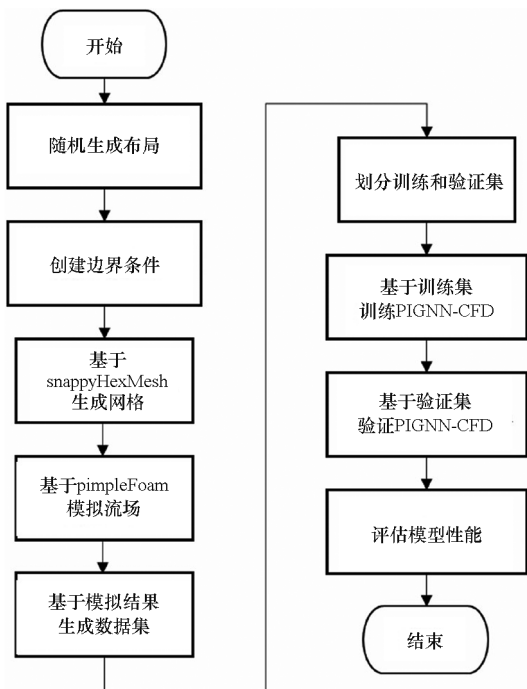 开始
随机生成布局
创建边界条件
基于
snappyHexMesh
生成网格
基于pimpleFoam
模拟流场
基于模拟结果
生成数据集
划分训练和验证集
基于训练集
训练PIGNN-CFD
基于验证集
验证PIGNN-CFD
评估模型性能
结束